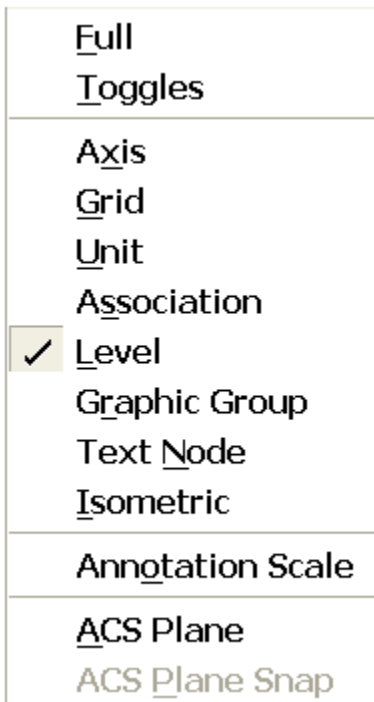 Full
Toggles
Axis
Grid
Unit
Association
Level
Graphic Group
Text Node
Isometric
Annotation Scale
ACS Plane
ACS Plane Snap